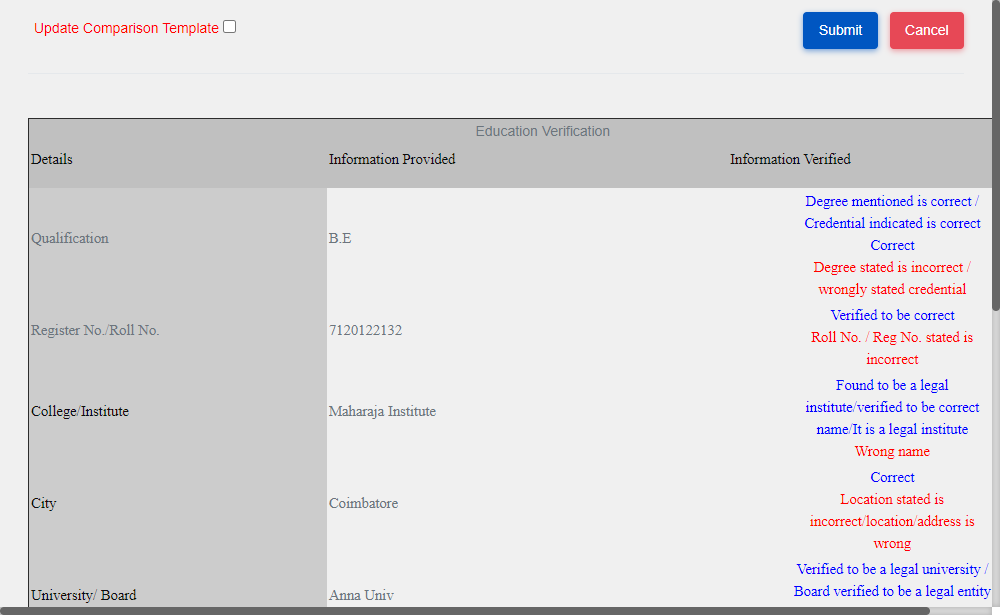 Update Comparison Template
Submit
Cancel
Education Verification
Details
Information Provided
Information Verified
Qualification
B.E
Degree mentioned is correct /
Credential indicated is correct
Correct
Degree stated is incorrect /
wrongly stated credential
Register No./Roll No.
7120122132
Verified to be correct
Roll No. / Reg No. stated is
incorrect
College/Institute
Maharaja Institute
Found to be a legal
institute/verified to be correct
name/It is a legal institute
Wrong name
City
Coimbatore
Correct
Location stated is
incorrect/location/address is
wrong
University/ Board
Anna Univ
Verified to be a legal university /
Board verified to be a legal entity